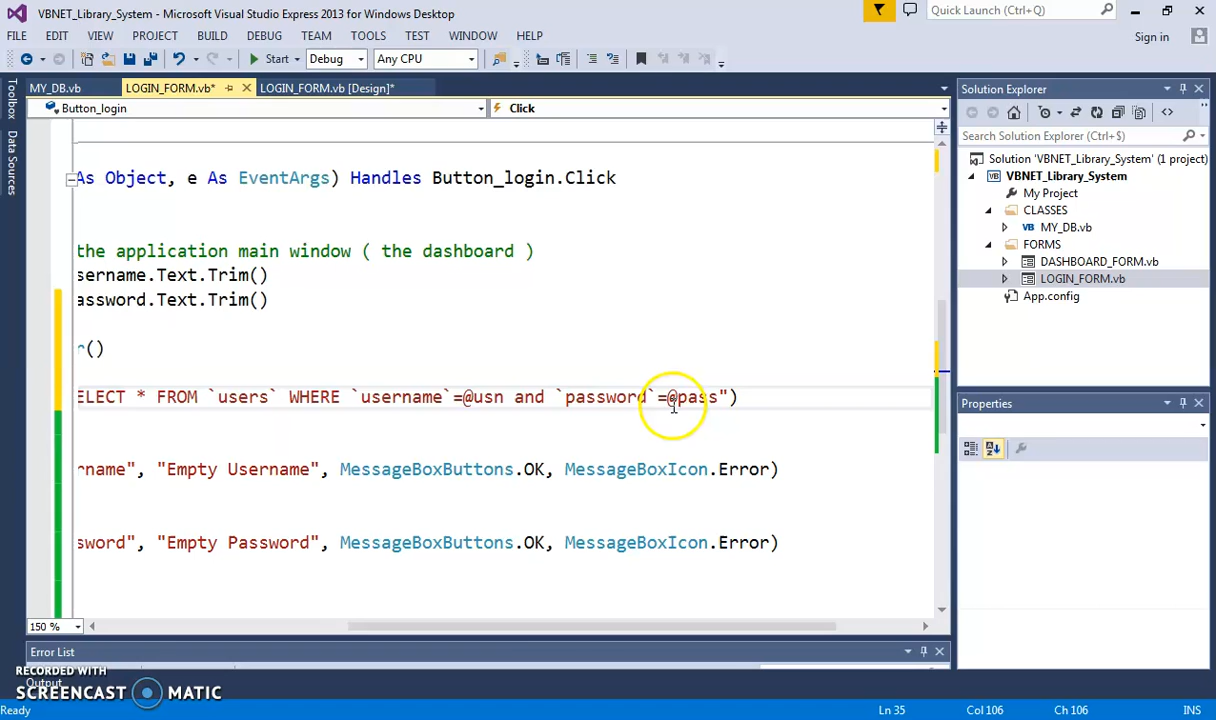 VBNET_Library_System - Microsoft Visual Studio Express 2013 for Windows Desktop
Quick Launch (Ctrl+Q)
FILE EDIT VIEW PROJECT BUILD DEBUG TEAM TOOLS TEST WINDOW HELP
Sign in
Start Debug Any CPU
Toolbox
Data Sources
MY_DB.vb LOGIN_FORM.vb* LOGIN_FORM.vb [Design]*
Button_login Click
As Object, e As EventArgs) Handles Button_login.Click
the application main window ( the dashboard )
sername.Text.Trim()
assword.Text.Trim()
r()
ELECT * FROM `users` WHERE `username`=@usn and `password`=@pass")
rname", "Empty Username", MessageBoxButtons.OK, MessageBoxIcon.Error)
sword", "Empty Password", MessageBoxButtons.OK, MessageBoxIcon.Error)
150 %
Solution Explorer
Search Solution Explorer (Ctrl+$)
Solution 'VBNET_Library_System' (1 project)
VBNET_Library_System
My Project
CLASSES
MY_DB.vb
FORMS
DASHBOARD_FORM.vb
LOGIN_FORM.vb
App.config
Properties
Error List
Output
RECORDED WITH
SCREENCAST MATIC
Ready Ln 35 Col 106 Ch 106 INS